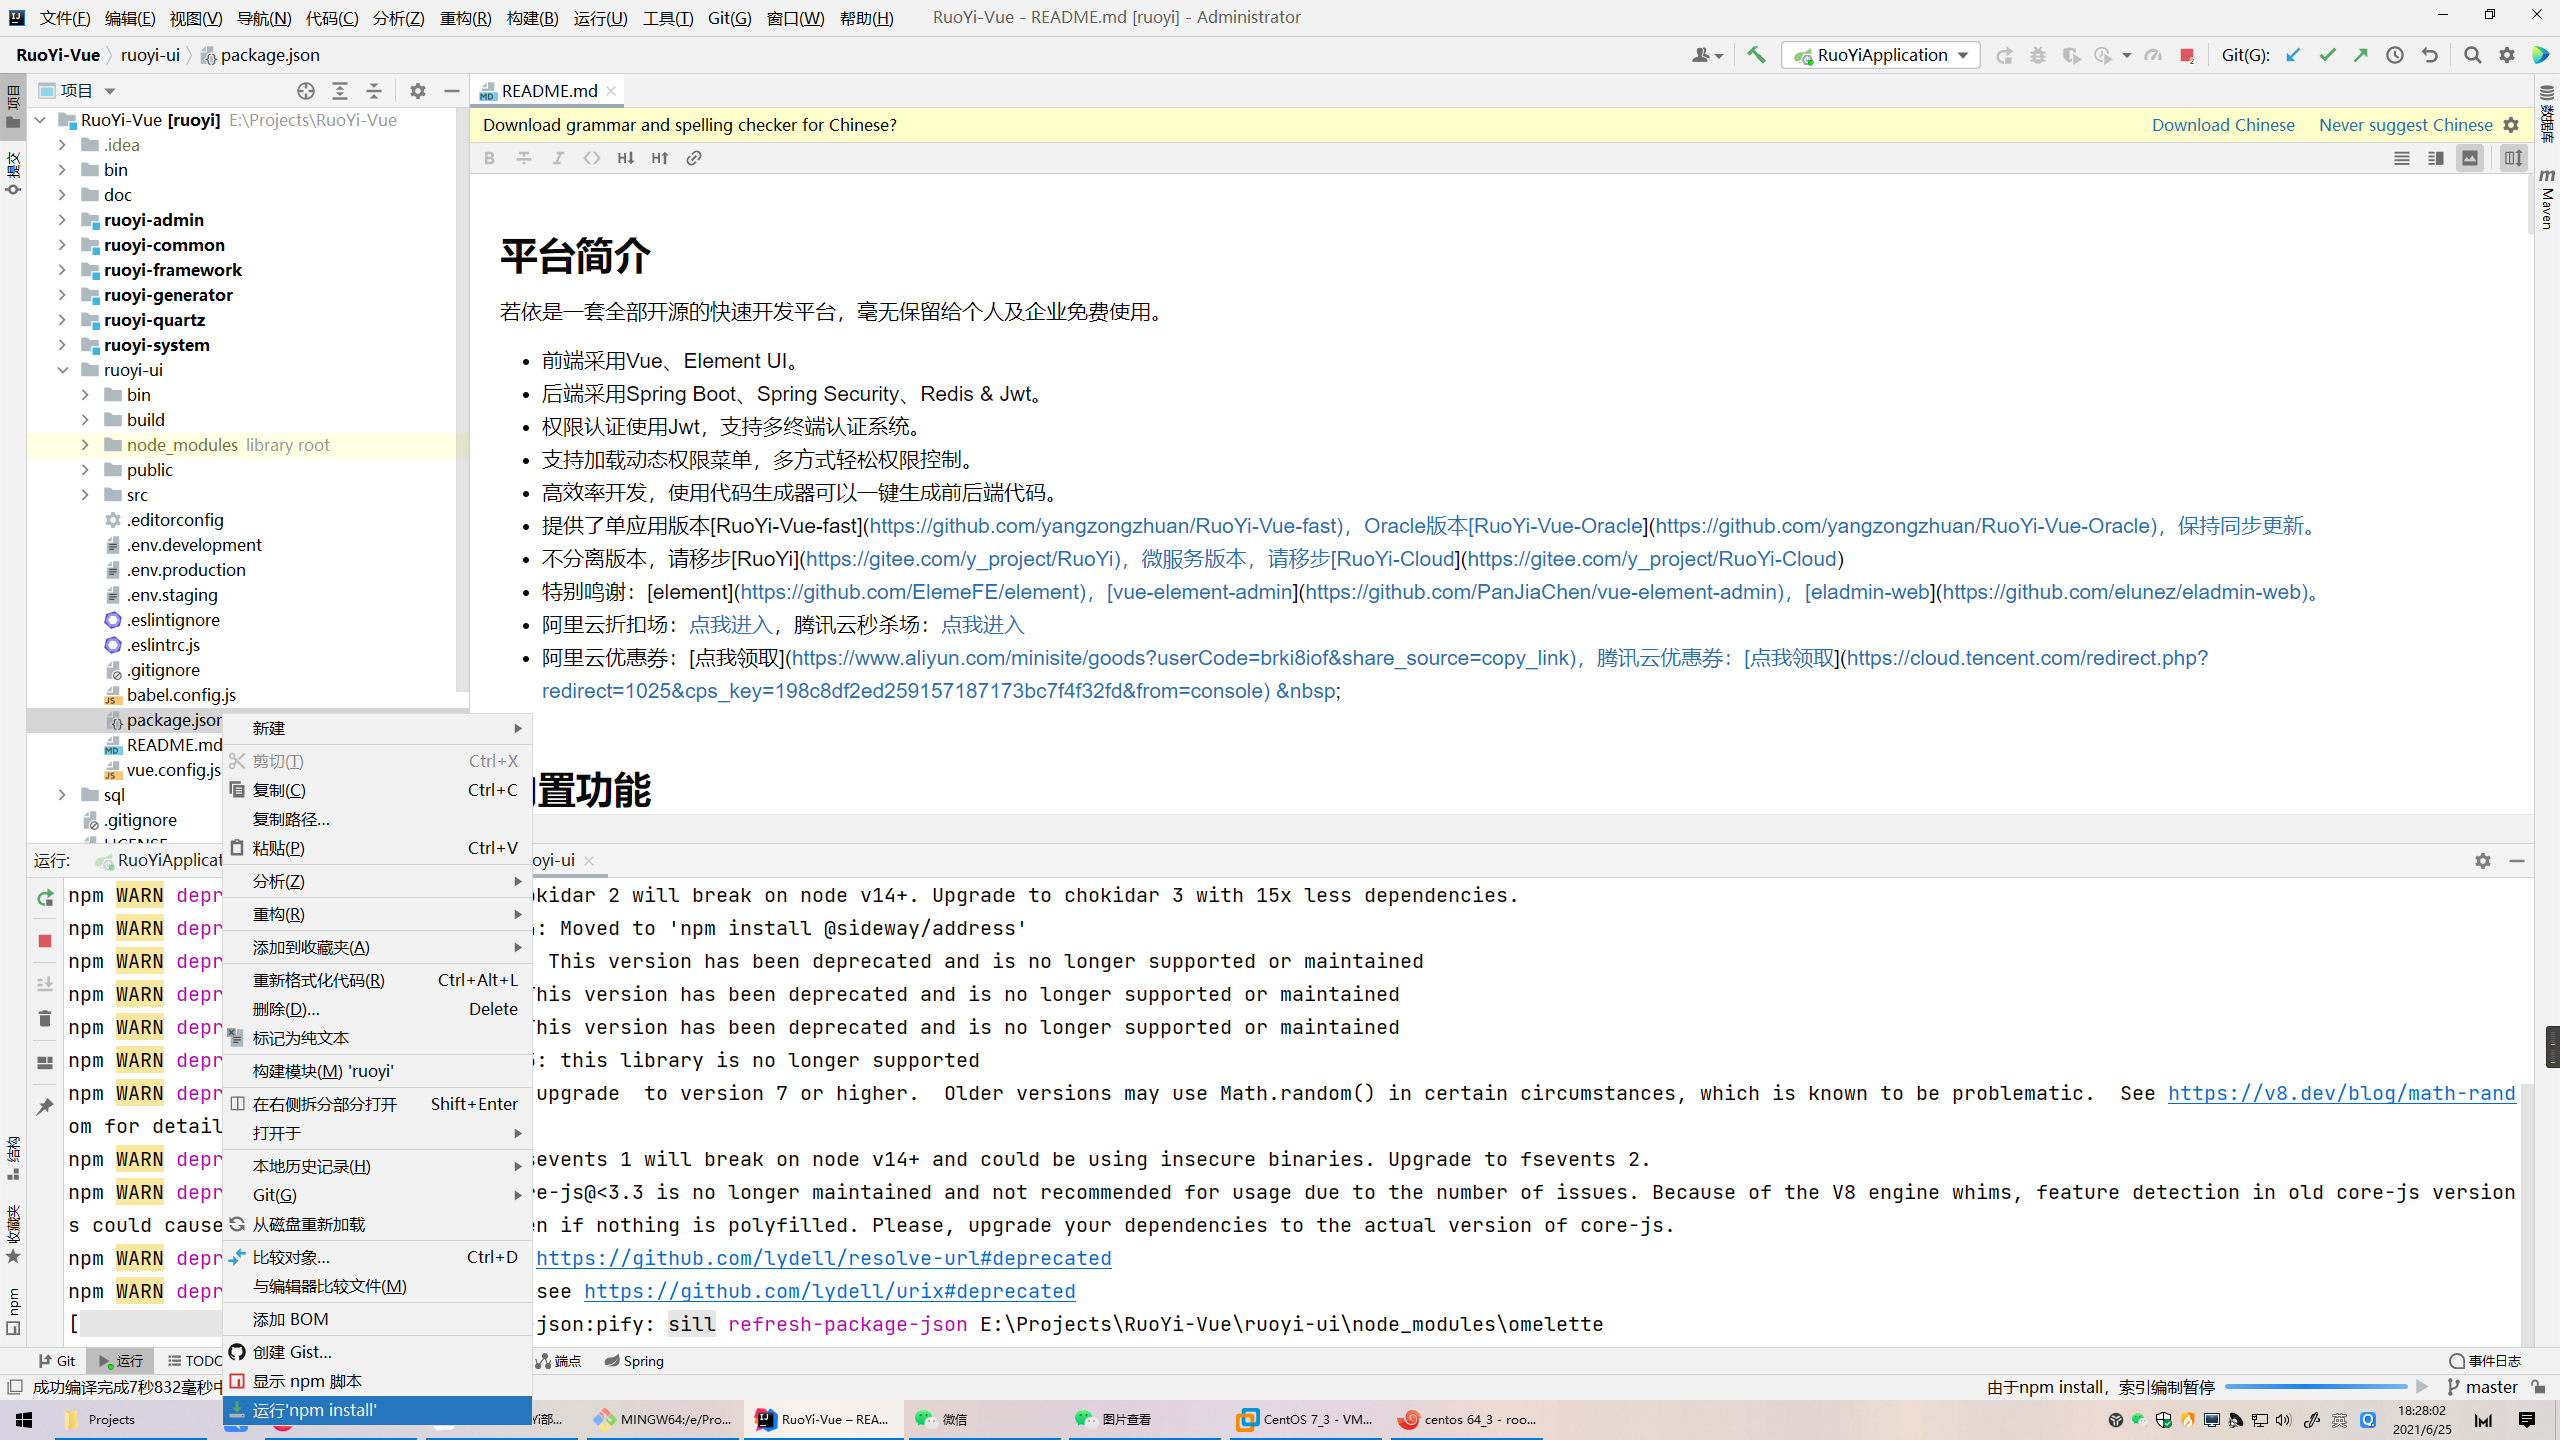 文件(F) 编辑(E) 视图(V) 导航(N) 代码(C) 分析(Z) 重构(R) 构建(B) 运行(U) 工具(T) Git(G) 窗口(W) 帮助(H) RuoYi-Vue - README.md [ruoyi] - Administrator
RuoYi-Vue ruoyi-ui package.json RuoYiApplication Git(G):
项目 README.md
Download grammar and spelling checker for Chinese? Download Chinese Never suggest Chinese
项目
提交
结构
收藏夹
npm
数据库
Maven
RuoYi-Vue [ruoyi] E:\Projects\RuoYi-Vue
.idea
bin
doc
ruoyi-admin
ruoyi-common
ruoyi-framework
ruoyi-generator
ruoyi-quartz
ruoyi-system
ruoyi-ui
bin
build
node_modules library root
public
src
.editorconfig
.env.development
.env.production
.env.staging
.eslintignore
.eslintrc.js
.gitignore
babel.config.js
package.json
README.md
vue.config.js
sql
.gitignore
LICENSE
平台简介
若依是一套全部开源的快速开发平台，毫无保留给个人及企业免费使用。
• 前端采用Vue、Element UI。
• 后端采用Spring Boot、Spring Security、Redis & Jwt。
• 权限认证使用Jwt，支持多终端认证系统。
• 支持加载动态权限菜单，多方式轻松权限控制。
• 高效率开发，使用代码生成器可以一键生成前后端代码。
• 提供了单应用版本[RuoYi-Vue-fast](https://github.com/yangzongzhuan/RuoYi-Vue-fast)，Oracle版本[RuoYi-Vue-Oracle](https://github.com/yangzongzhuan/RuoYi-Vue-Oracle)，保持同步更新。
• 不分离版本，请移步[RuoYi](https://gitee.com/y_project/RuoYi)，微服务版本，请移步[RuoYi-Cloud](https://gitee.com/y_project/RuoYi-Cloud)
• 特别鸣谢：[element](https://github.com/ElemeFE/element)，[vue-element-admin](https://github.com/PanJiaChen/vue-element-admin)，[eladmin-web](https://github.com/elunez/eladmin-web)。
• 阿里云折扣场：点我进入，腾讯云秒杀场：点我进入
• 阿里云优惠券：[点我领取](https://www.aliyun.com/minisite/goods?userCode=brki8iof&share_source=copy_link)，腾讯云优惠券：[点我领取](https://cloud.tencent.com/redirect.php?
redirect=1025&cps_key=198c8df2ed259157187173bc7f4f32fd&from=console) &nbsp;
置功能
新建
剪切(T) Ctrl+X
复制(C) Ctrl+C
复制路径...
粘贴(P) Ctrl+V
分析(Z)
重构(R)
添加到收藏夹(A)
重新格式化代码(R) Ctrl+Alt+L
删除(D)... Delete
标记为纯文本
构建模块(M) 'ruoyi'
在右侧拆分部分打开 Shift+Enter
打开于
本地历史记录(H)
Git(G)
从磁盘重新加载
比较对象... Ctrl+D
与编辑器比较文件(M)
添加 BOM
创建 Gist...
显示 npm 脚本
运行'npm install'
运行: RuoYiApplicat oyi-ui
npm WARN depr okidar 2 will break on node v14+. Upgrade to chokidar 3 with 15x less dependencies.
npm WARN depr : Moved to 'npm install @sideway/address'
npm WARN depr This version has been deprecated and is no longer supported or maintained
npm WARN depr This version has been deprecated and is no longer supported or maintained
npm WARN depr This version has been deprecated and is no longer supported or maintained
npm WARN depr : this library is no longer supported
npm WARN depr upgrade  to version 7 or higher.  Older versions may use Math.random() in certain circumstances, which is known to be problematic.  See https://v8.dev/blog/math-rand
om for detail
npm WARN depr sevents 1 will break on node v14+ and could be using insecure binaries. Upgrade to fsevents 2.
npm WARN depr re-js@<3.3 is no longer maintained and not recommended for usage due to the number of issues. Because of the V8 engine whims, feature detection in old core-js version
s could cause n if nothing is polyfilled. Please, upgrade your dependencies to the actual version of core-js.
npm WARN depr https://github.com/lydell/resolve-url#deprecated
npm WARN depr see https://github.com/lydell/urix#deprecated
[ json:pify: sill refresh-package-json E:\Projects\RuoYi-Vue\ruoyi-ui\node_modules\omelette
Git 运行 TODO 端点 Spring 事件日志
成功编译完成7秒832毫秒 由于npm install，索引编制暂停 master
Projects Yi部... MINGW64:/e/Pro... RuoYi-Vue – REA... 微信 图片查看 CentOS 7_3 - VM... centos 64_3 - roo... 英 18:28:02
2021/6/25